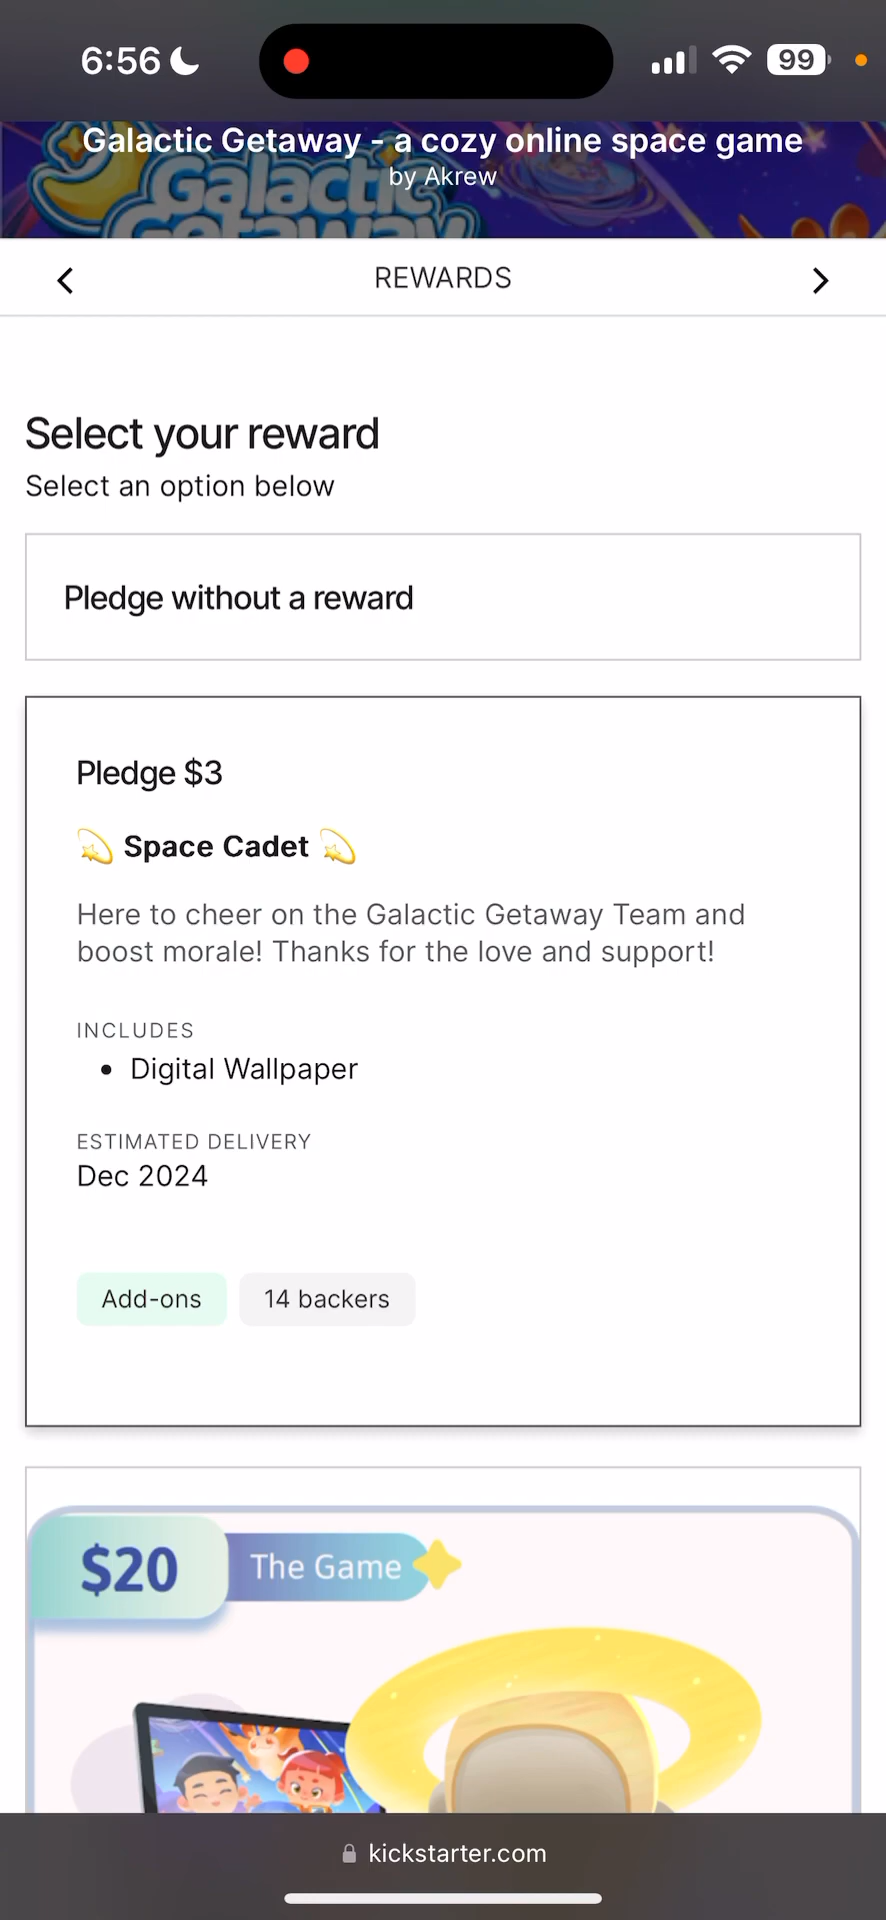 6:56
99
Galactic Getaway - a cozy online space game
by Akrew
Galactic
Getaway
REWARDS
Select your reward
Select an option below
Pledge without a reward
Pledge $3
💫 Space Cadet 💫
Here to cheer on the Galactic Getaway Team and
boost morale! Thanks for the love and support!
INCLUDES
• Digital Wallpaper
ESTIMATED DELIVERY
Dec 2024
Add-ons
14 backers
$20
The Game
kickstarter.com